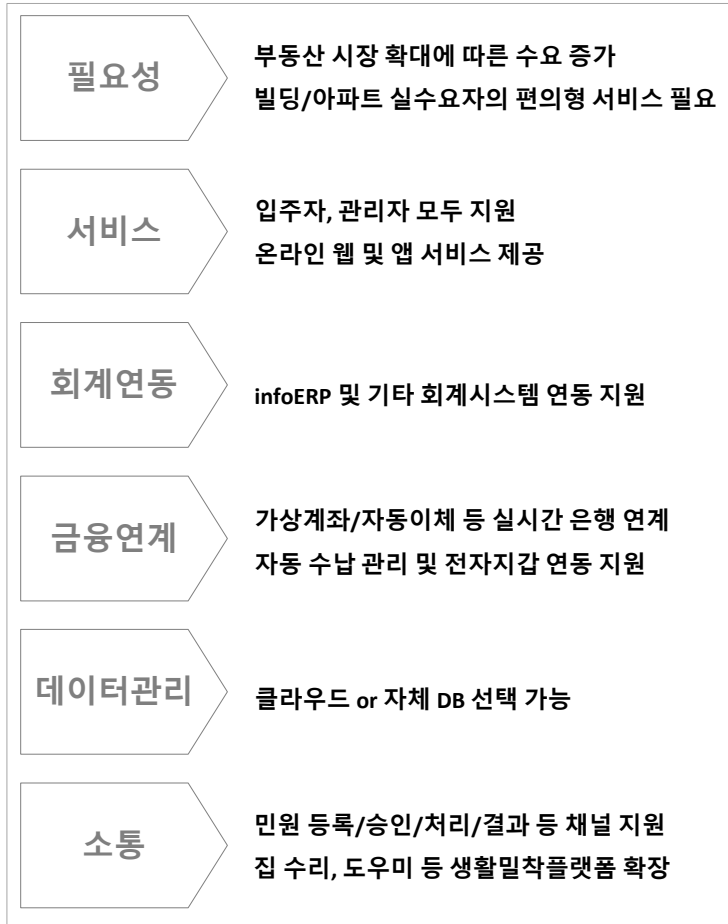 필요성
부동산 시장 확대에 따른 수요 증가
빌딩/아파트 실수요자의 편의형 서비스 필요
서비스
입주자, 관리자 모두 지원
온라인 웹 및 앱 서비스 제공
회계연동
infoERP 및 기타 회계시스템 연동 지원
금융연계
가상계좌/자동이체 등 실시간 은행 연계
자동 수납 관리 및 전자지갑 연동 지원
데이터관리
클라우드 or 자체 DB 선택 가능
소통
민원 등록/승인/처리/결과 등 채널 지원
집 수리, 도우미 등 생활밀착플랫폼 확장